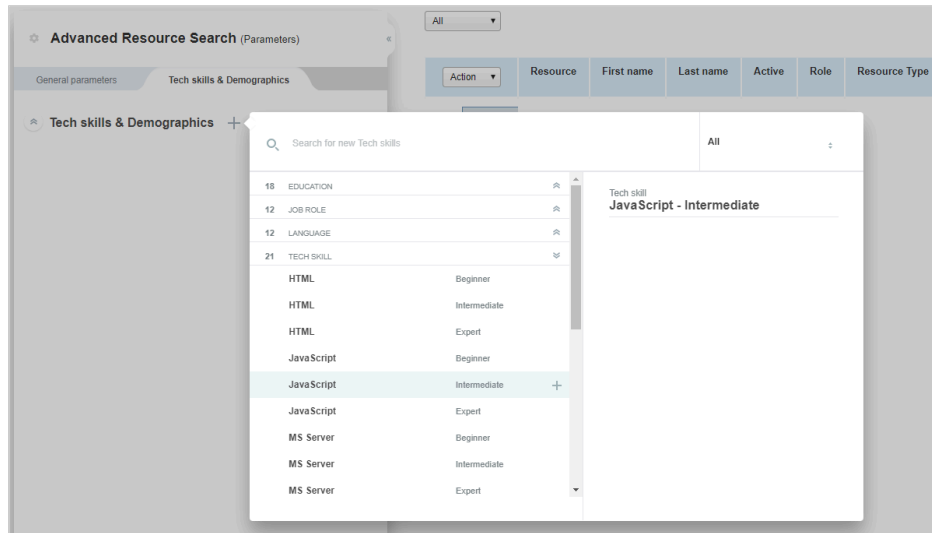 All
Advanced Resource Search (Parameters)
General parameters Tech skills & Demographics
Action Resource First name Last name Active Role Resource Type
Tech skills & Demographics
Search for new Tech skills All
18 EDUCATION
12 JOB ROLE
12 LANGUAGE
21 TECH SKILL
HTML Beginner
HTML Intermediate
HTML Expert
JavaScript Beginner
JavaScript Intermediate
JavaScript Expert
MS Server Beginner
MS Server Intermediate
MS Server Expert
Tech skill
JavaScript - Intermediate